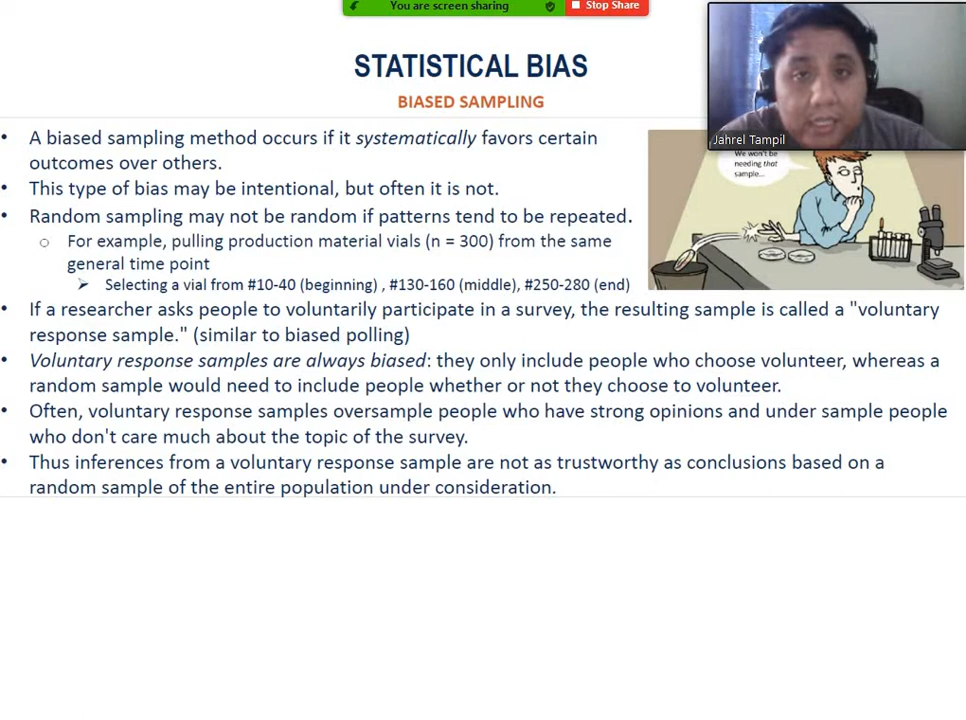 You are screen sharing
Stop Share
STATISTICAL BIAS
BIASED SAMPLING
Jahrel Tampil
We won't be
needing that
sample...
• A biased sampling method occurs if it systematically favors certain
outcomes over others.
• This type of bias may be intentional, but often it is not.
• Random sampling may not be random if patterns tend to be repeated.
○ For example, pulling production material vials (n = 300) from the same
general time point
➢ Selecting a vial from #10-40 (beginning) , #130-160 (middle), #250-280 (end)
• If a researcher asks people to voluntarily participate in a survey, the resulting sample is called a "voluntary
response sample." (similar to biased polling)
• Voluntary response samples are always biased: they only include people who choose volunteer, whereas a
random sample would need to include people whether or not they choose to volunteer.
• Often, voluntary response samples oversample people who have strong opinions and under sample people
who don't care much about the topic of the survey.
• Thus inferences from a voluntary response sample are not as trustworthy as conclusions based on a
random sample of the entire population under consideration.